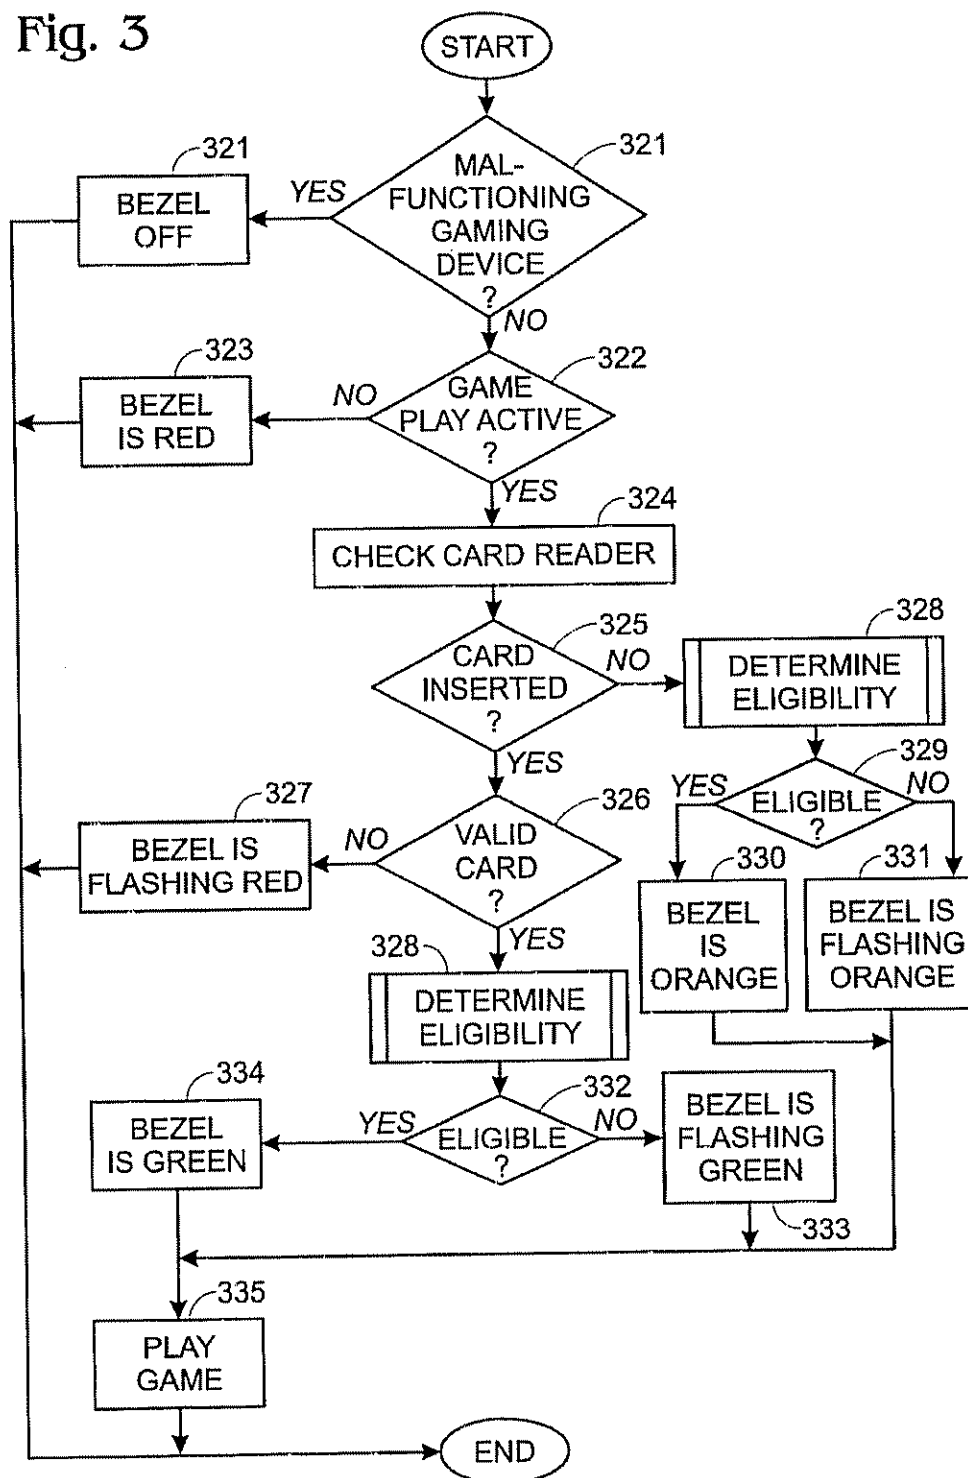 Fig. 3
START
321
MAL-
FUNCTIONING
GAMING
DEVICE
?
YES
321
BEZEL
OFF
NO
322
GAME
PLAY ACTIVE
?
NO
323
BEZEL
IS RED
YES
324
CHECK CARD READER
325
CARD
INSERTED
?
NO
328
DETERMINE
ELIGIBILITY
329
ELIGIBLE
?
YES
NO
330
BEZEL
IS
ORANGE
331
BEZEL IS
FLASHING
ORANGE
YES
326
VALID
CARD
?
NO
327
BEZEL IS
FLASHING RED
YES
328
DETERMINE
ELIGIBILITY
332
ELIGIBLE
?
YES
334
BEZEL
IS GREEN
NO
BEZEL IS
FLASHING
GREEN
333
335
PLAY
GAME
END